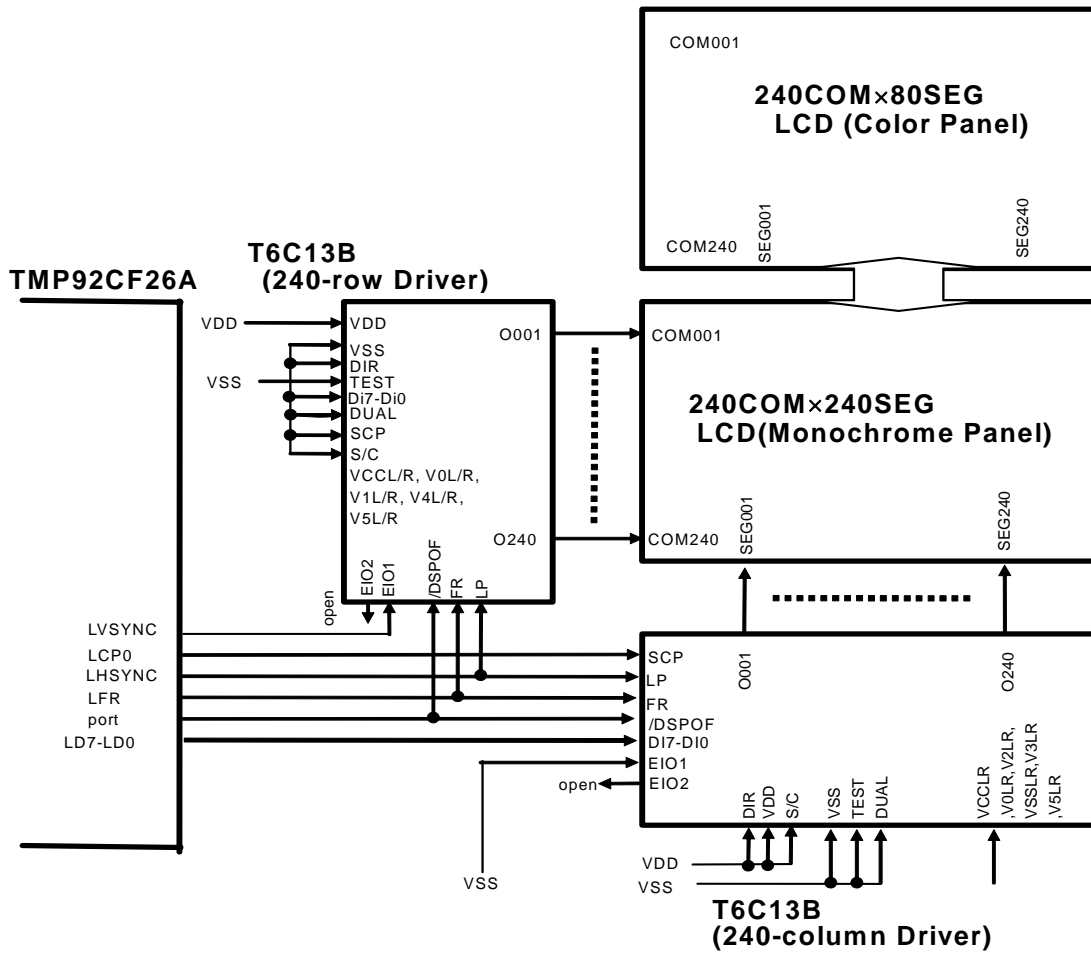 COM001
240COM×80SEG
LCD (Color Panel)
COM240
SEG001
SEG240
T6C13B
(240-row Driver)
TMP92CF26A
VDD
VSS
VDD
VSS
DIR
TEST
Di7-Di0
DUAL
SCP
S/C
VCCL/R, V0L/R,
V1L/R, V4L/R,
V5L/R
O001
O240
open
EIO2
EIO1
/DSPOF
FR
LP
COM001
240COM×240SEG
LCD(Monochrome Panel)
COM240
SEG001
SEG240
LVSYNC
LCP0
LHSYNC
LFR
port
LD7-LD0
SCP
LP
FR
/DSPOF
DI7-DI0
EIO1
EIO2
open
VSS
O001
O240
DIR
VDD
S/C
VSS
TEST
DUAL
VCCLR
,V0LR,V2LR,
VSSLR,V3LR
,V5LR
VDD
VSS
T6C13B
(240-column Driver)